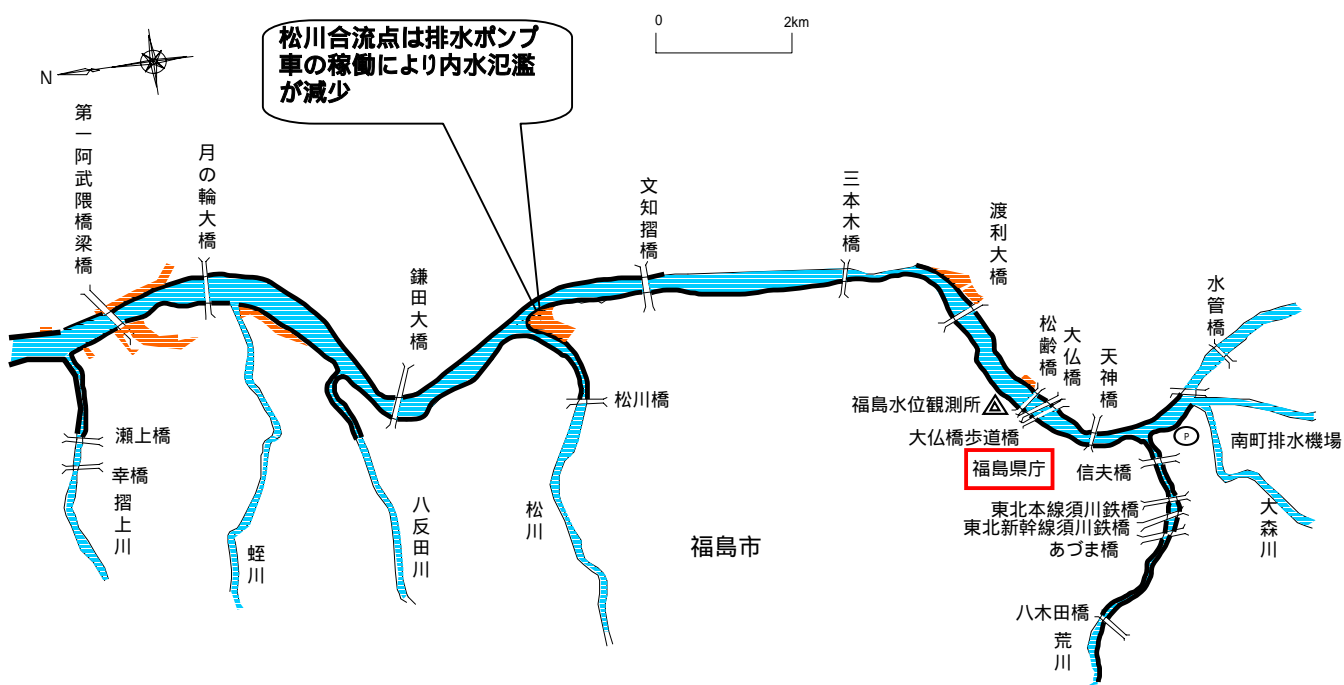 0
2km
N
松川合流点は排水ポンプ
車の稼働により内水氾濫
が減少
第一阿武隈橋梁橋
月の輪大橋
鎌田大橋
文知摺橋
三本木橋
渡利大橋
松齢橋
大仏橋
天神橋
水管橋
松川橋
福島水位観測所
大仏橋歩道橋
福島県庁
信夫橋
P
南町排水機場
瀬上橋
幸橋
摺上川
蛭川
八反田川
松川
福島市
東北本線須川鉄橋
東北新幹線須川鉄橋
あづま橋
大森川
八木田橋
荒川